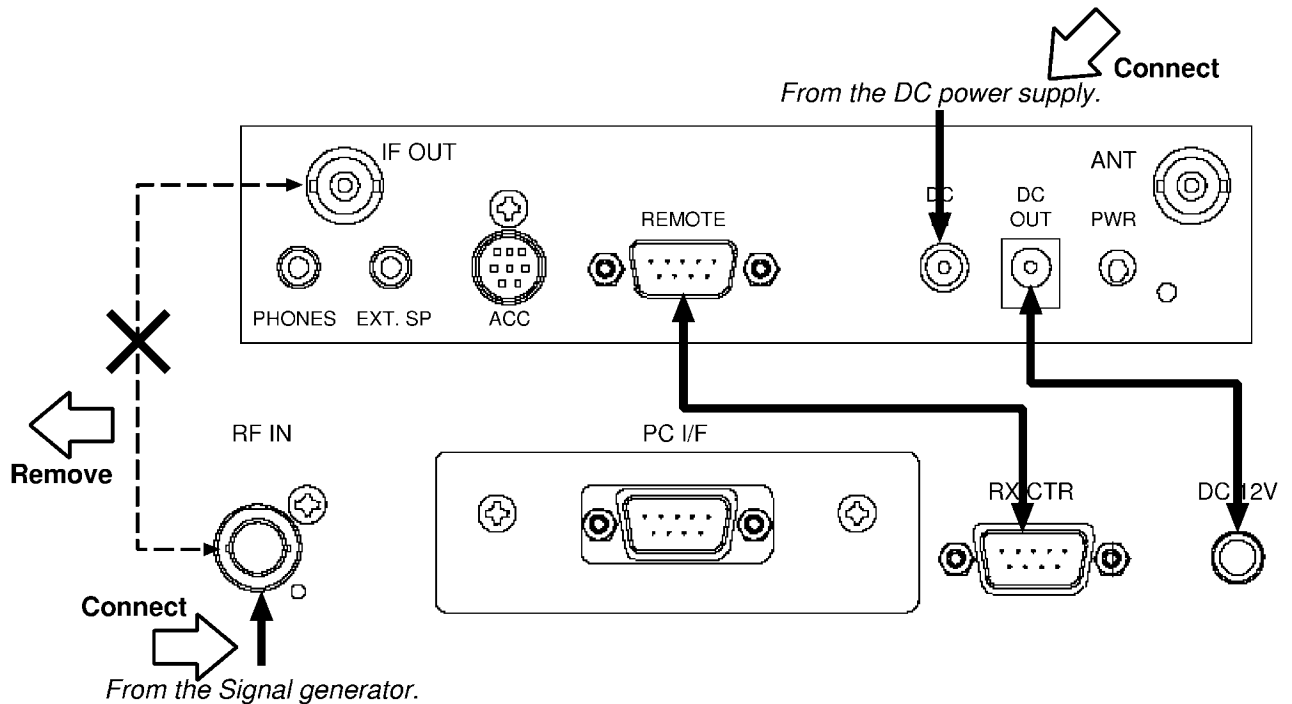 Connect
From the DC power supply.
IF OUT
ANT
DC
DC
OUT
PWR
REMOTE
PHONES
EXT. SP
ACC
Remove
RF IN
PC I/F
RX CTR
DC 12V
Connect
From the Signal generator.